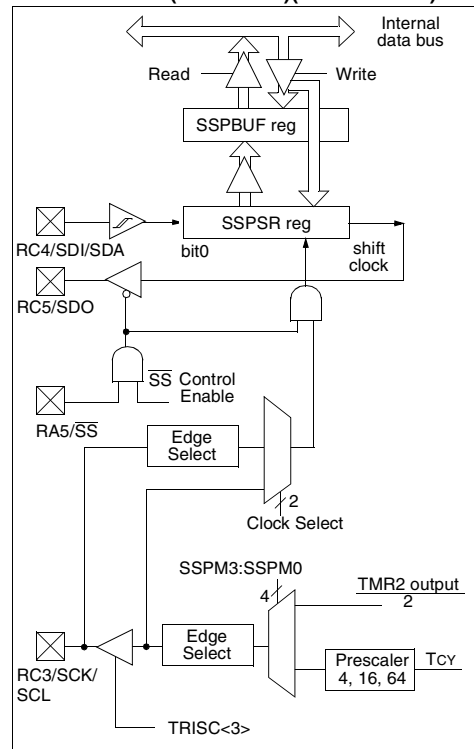 Internal
data bus
Read
Write
SSPBUF reg
SSPSR reg
RC4/SDI/SDA
bit0
shift
clock
RC5/SDO
SS Control
Enable
RA5/SS
Edge
Select
2
Clock Select
SSPM3:SSPM0
4
TMR2 output
2
Edge
Select
Prescaler
4, 16, 64
TCY
RC3/SCK/
SCL
TRISC<3>